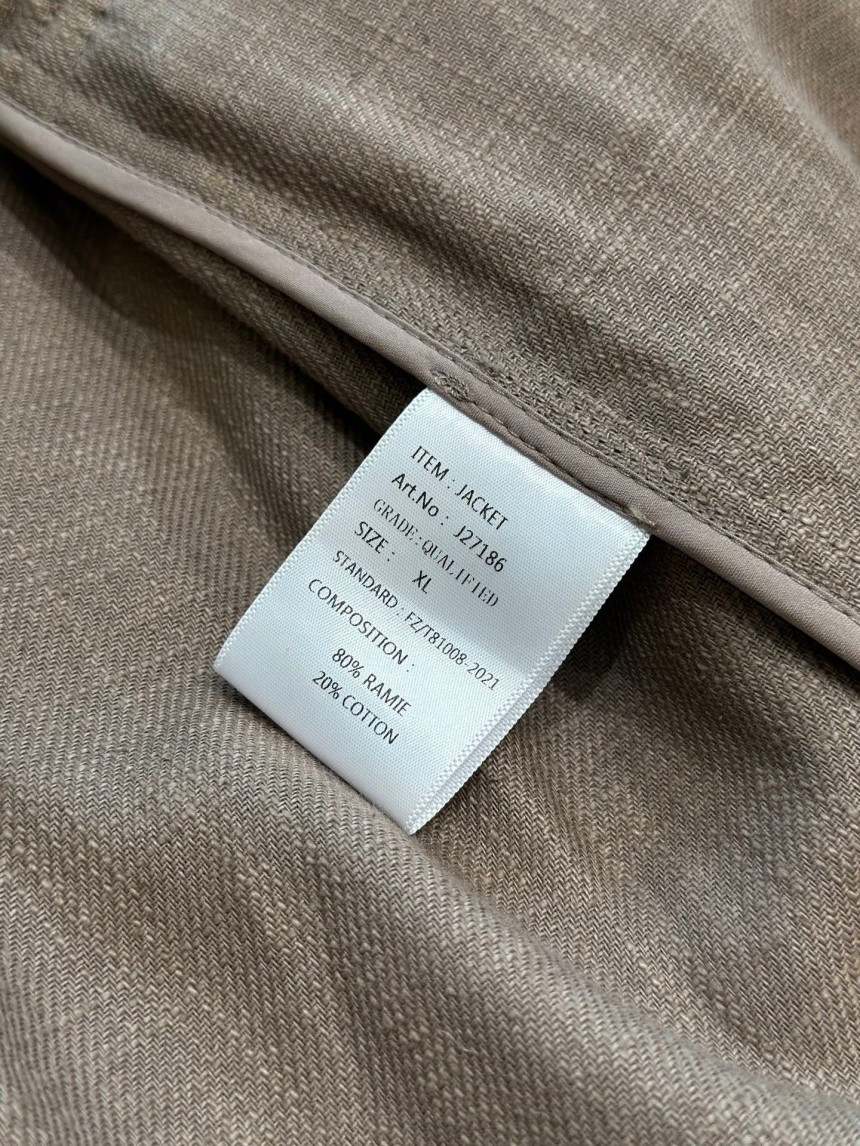 ITEM : JACKET
Art.No : J27186
GRADE:QUALIFIED
SIZE : XL
STANDARD : FZ/T81008-2021
COMPOSITION :
80% RAMIE
20% COTTON